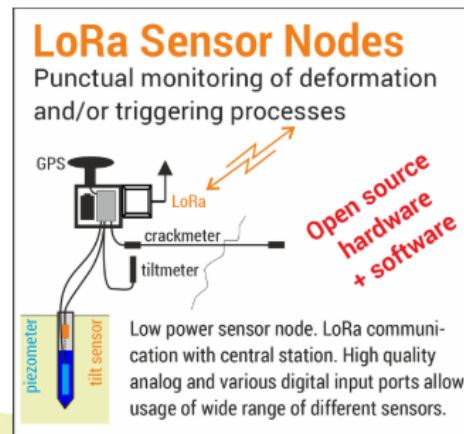 LoRa Sensor Nodes
Punctual monitoring of deformation
and/or triggering processes
GPS
LoRa
Open source
hardware
+ software
crackmeter
tiltmeter
piezometer
tilt sensor
Low power sensor node. LoRa communi-
cation with central station. High quality
analog and various digital input ports allow
usage of wide range of different sensors.